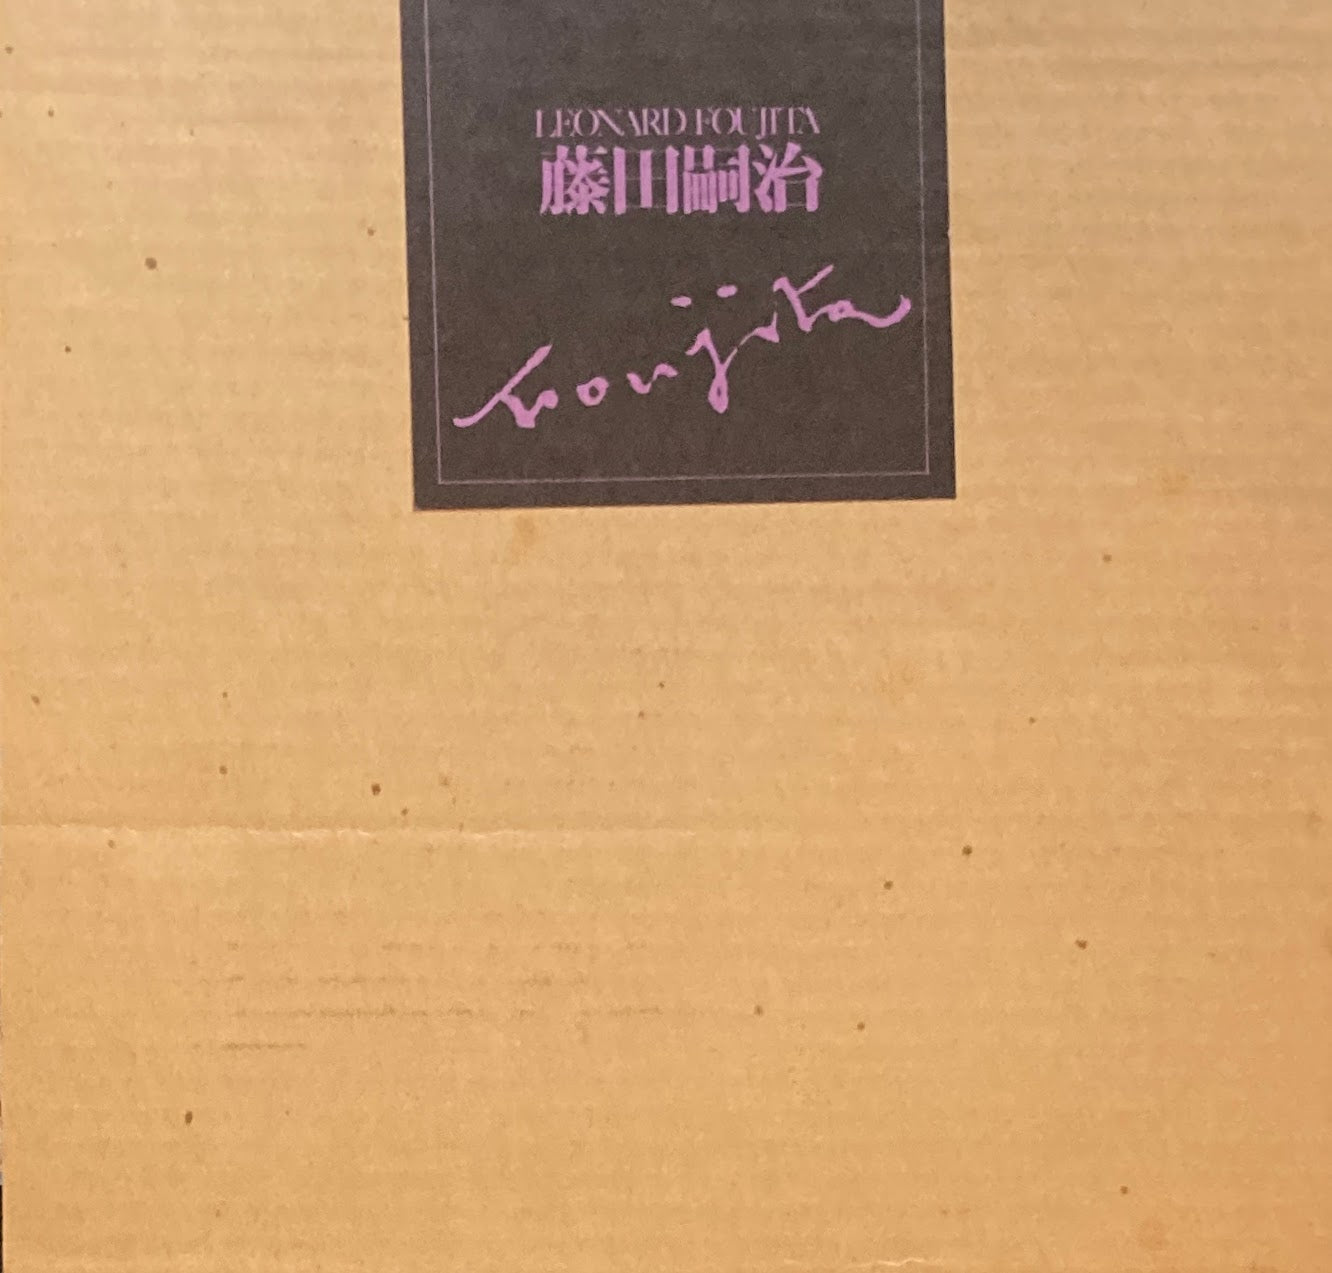 LEONARD FOUJITA
藤田嗣治
Foujita